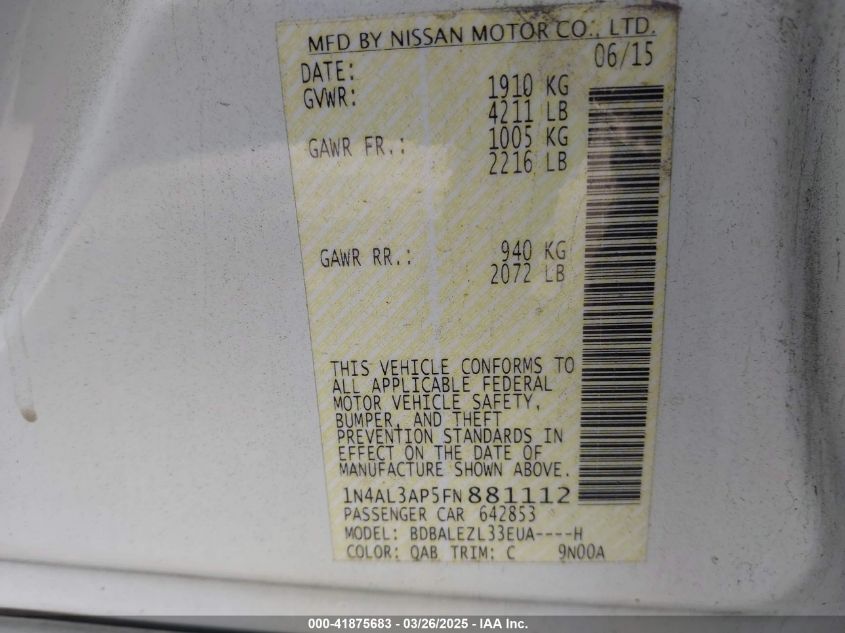 MFD BY NISSAN MOTOR CO., LTD.
DATE: 06/15
GVWR: 1910 KG
4211 LB
GAWR FR.: 1005 KG
2216 LB
GAWR RR.: 940 KG
2072 LB
THIS VEHICLE CONFORMS TO
ALL APPLICABLE FEDERAL
MOTOR VEHICLE SAFETY,
BUMPER, AND THEFT
PREVENTION STANDARDS IN
EFFECT ON THE DATE OF
MANUFACTURE SHOWN ABOVE.
1N4AL3AP5FN881112
PASSENGER CAR 642853
MODEL: BDBALEZL33EUA----H
COLOR: QAB TRIM: C 9N00A
000-41875683 / 03/26/2025 - IAA Inc.